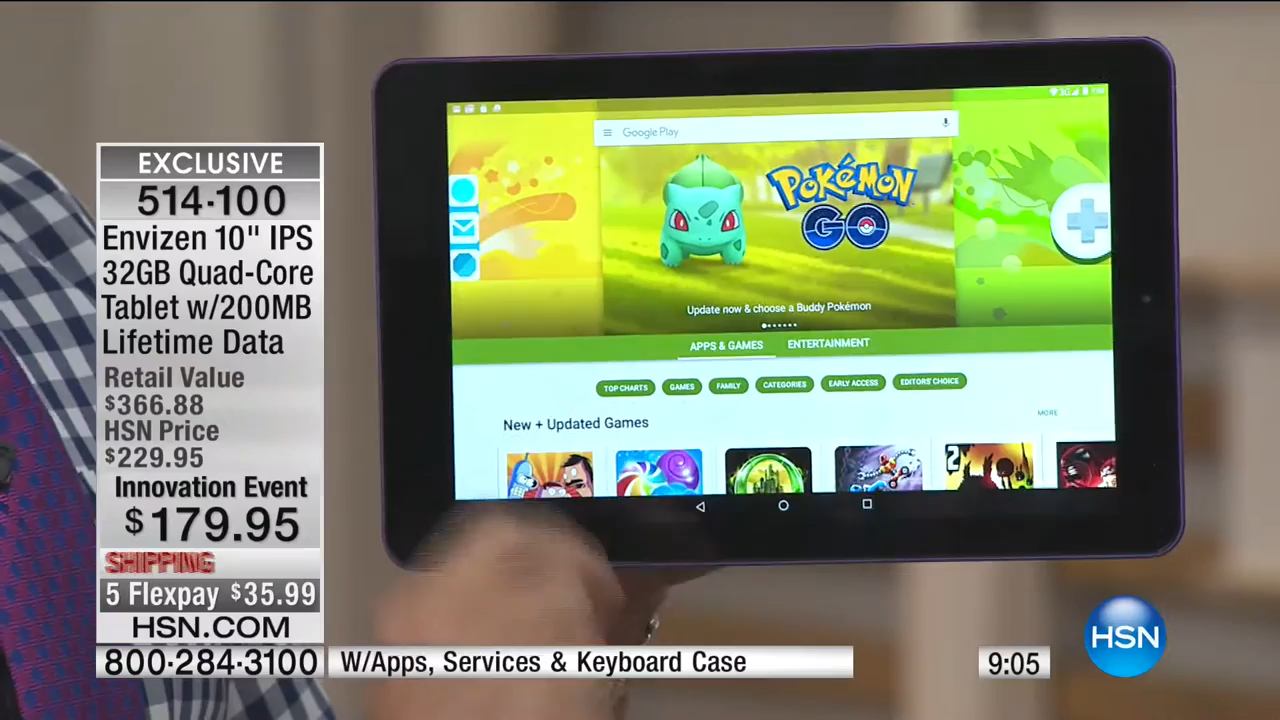 EXCLUSIVE
514-100
Envizen 10" IPS
32GB Quad-Core
Tablet w/200MB
Lifetime Data
Retail Value
$366.88
HSN Price
$229.95
Innovation Event
$179.95
SHIPPING
5 Flexpay $35.99
HSN.COM
800-284-3100
W/Apps, Services & Keyboard Case
9:05
HSN
3G
Google Play
POKÉMON
GO
Update now & choose a Buddy Pokémon
APPS & GAMES ENTERTAINMENT
TOP CHARTS GAMES FAMILY CATEGORIES EARLY ACCESS EDITORS' CHOICE
New + Updated Games MORE
2